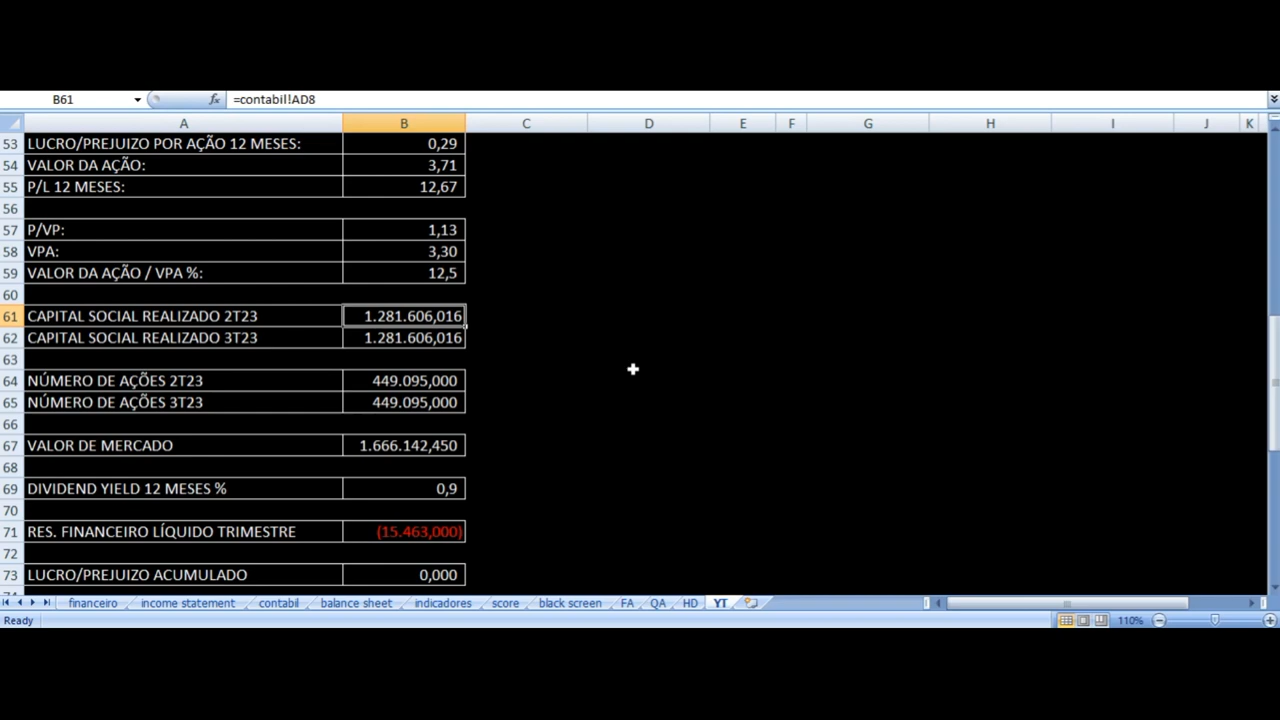 B61 fx =contabil!AD8
A B C D E F G H I J K
53 LUCRO/PREJUIZO POR AÇÃO 12 MESES: 0,29
54 VALOR DA AÇÃO: 3,71
55 P/L 12 MESES: 12,67
56
57 P/VP: 1,13
58 VPA: 3,30
59 VALOR DA AÇÃO / VPA %: 12,5
60
61 CAPITAL SOCIAL REALIZADO 2T23 1.281.606,016
62 CAPITAL SOCIAL REALIZADO 3T23 1.281.606,016
63
64 NÚMERO DE AÇÕES 2T23 449.095,000
65 NÚMERO DE AÇÕES 3T23 449.095,000
66
67 VALOR DE MERCADO 1.666.142,450
68
69 DIVIDEND YIELD 12 MESES % 0,9
70
71 RES. FINANCEIRO LÍQUIDO TRIMESTRE (15.463,000)
72
73 LUCRO/PREJUIZO ACUMULADO 0,000
financeiro income statement contabil balance sheet indicadores score black screen FA QA HD YT
Ready 110%